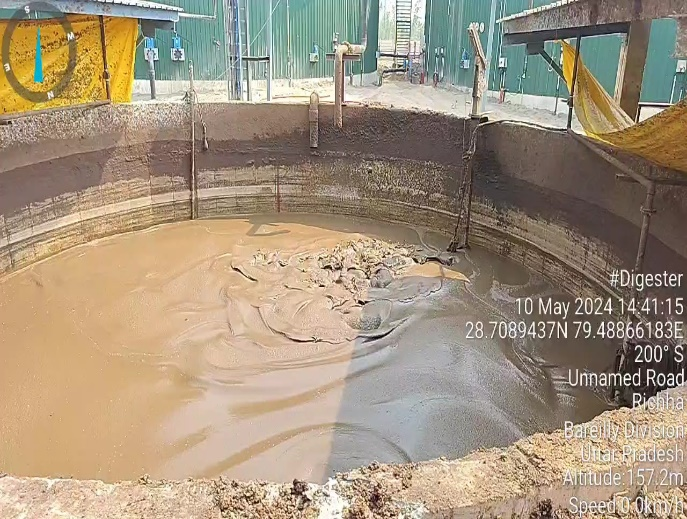 #Digester
10 May 2024 14:41:15
28.7089437N 79.48866183E
200° S
Unnamed Road
Richha
Bareilly Division
Uttar Pradesh
Altitude:157.2m
Speed:0.0km/h